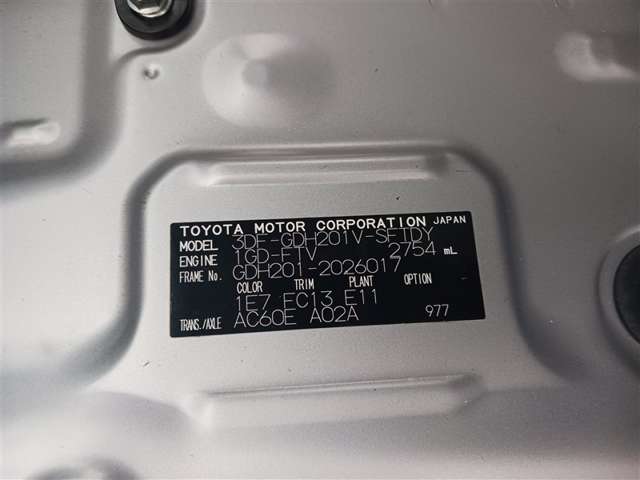 TOYOTA MOTOR CORPORATION JAPAN
MODEL 3DF-GDH201V-SFTDY
ENGINE 1GD-FTV 2754 mL
FRAME No. GDH201-2026017
COLOR TRIM PLANT OPTION
1E7 FC13 E11
TRANS./AXLE AC60E A02A 977